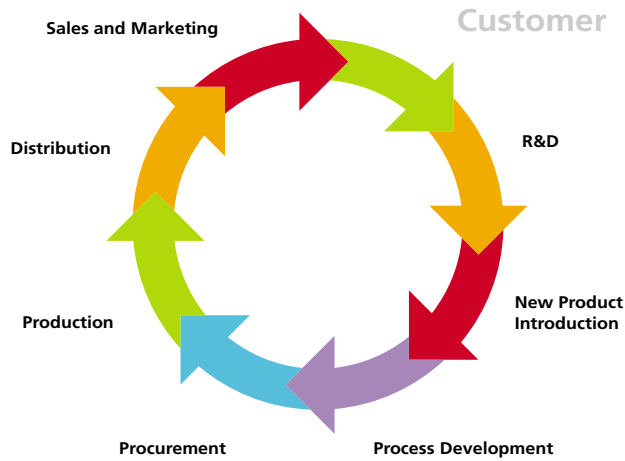 Customer
Sales and Marketing
R&D
Distribution
New Product
Introduction
Production
Process Development
Procurement